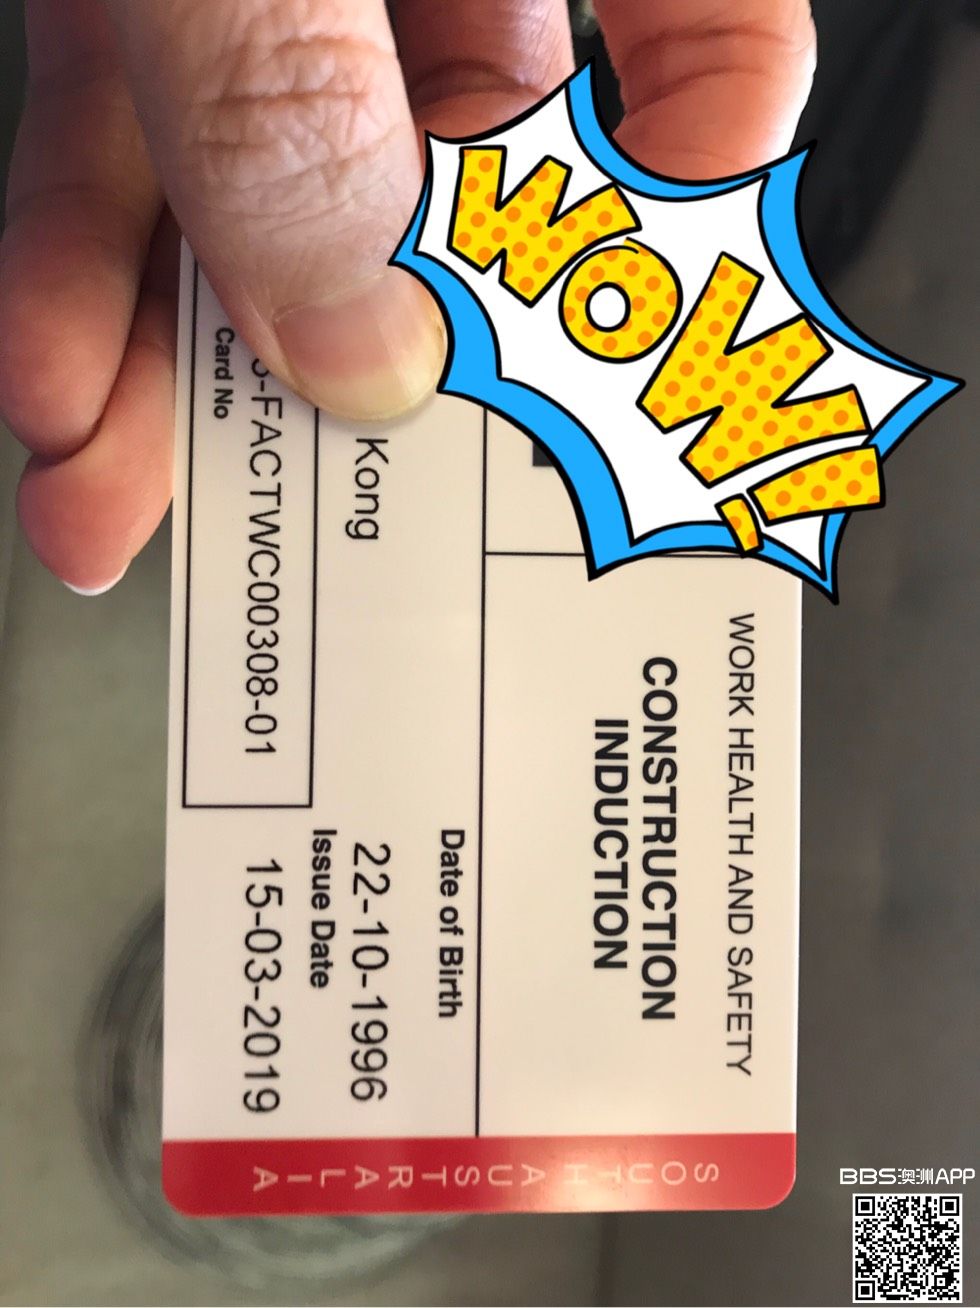 WOW!
WORK HEALTH AND SAFETY
CONSTRUCTION
INDUCTION
Kong
Date of Birth
22-10-1996
Issue Date
15-03-2019
-FACTWC00308-01
Card No
SOUTH AUSTRALIA
BBS澳洲APP